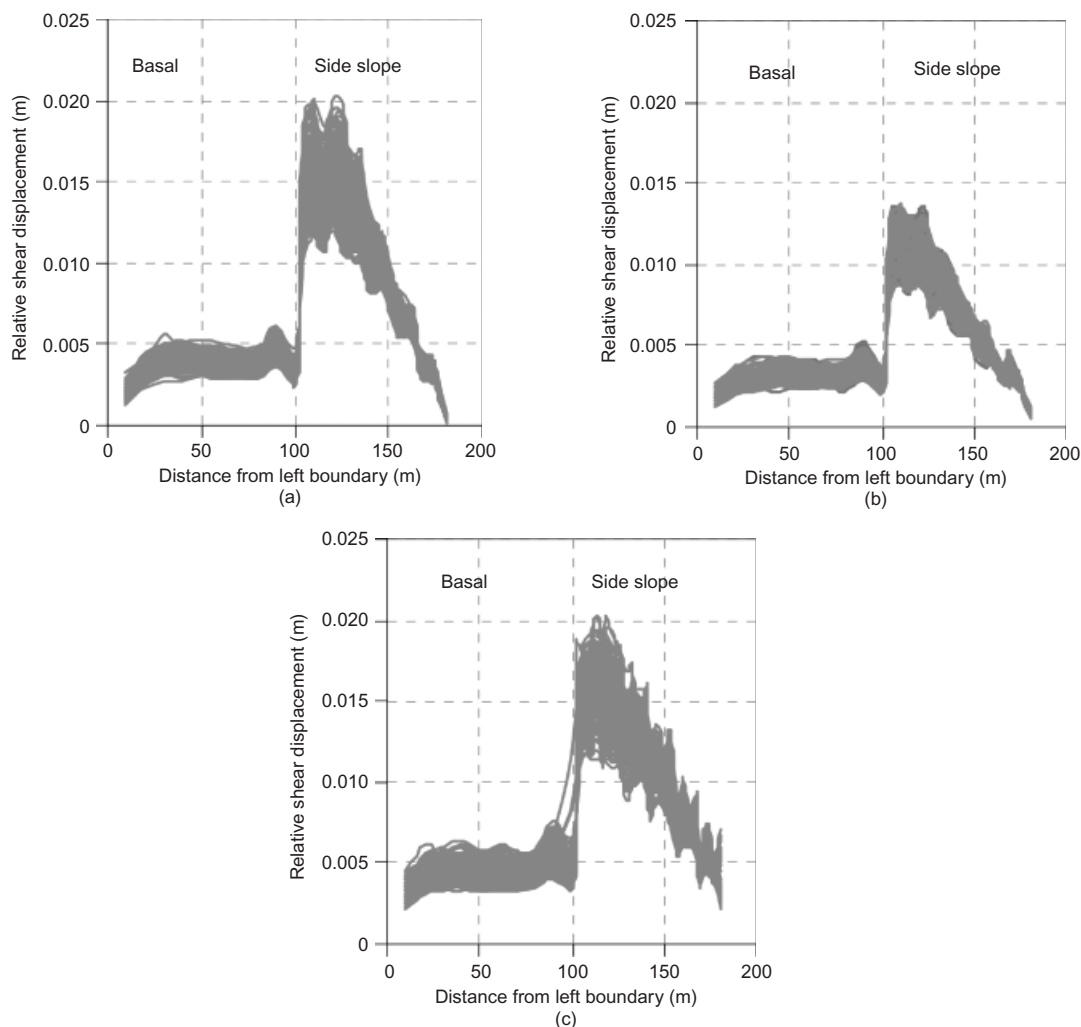 0.025
0.020
0.015
0.010
0.005
0
Relative shear displacement (m)
Basal
Side slope
0 50 100 150 200
Distance from left boundary (m)
(a)
0.025
0.020
0.015
0.010
0.005
0
Relative shear displacement (m)
Basal
Side slope
0 50 100 150 200
Distance from left boundary (m)
(b)
0.025
0.020
0.015
0.010
0.005
0
Relative shear displacement (m)
Basal
Side slope
0 50 100 150 200
Distance from left boundary (m)
(c)